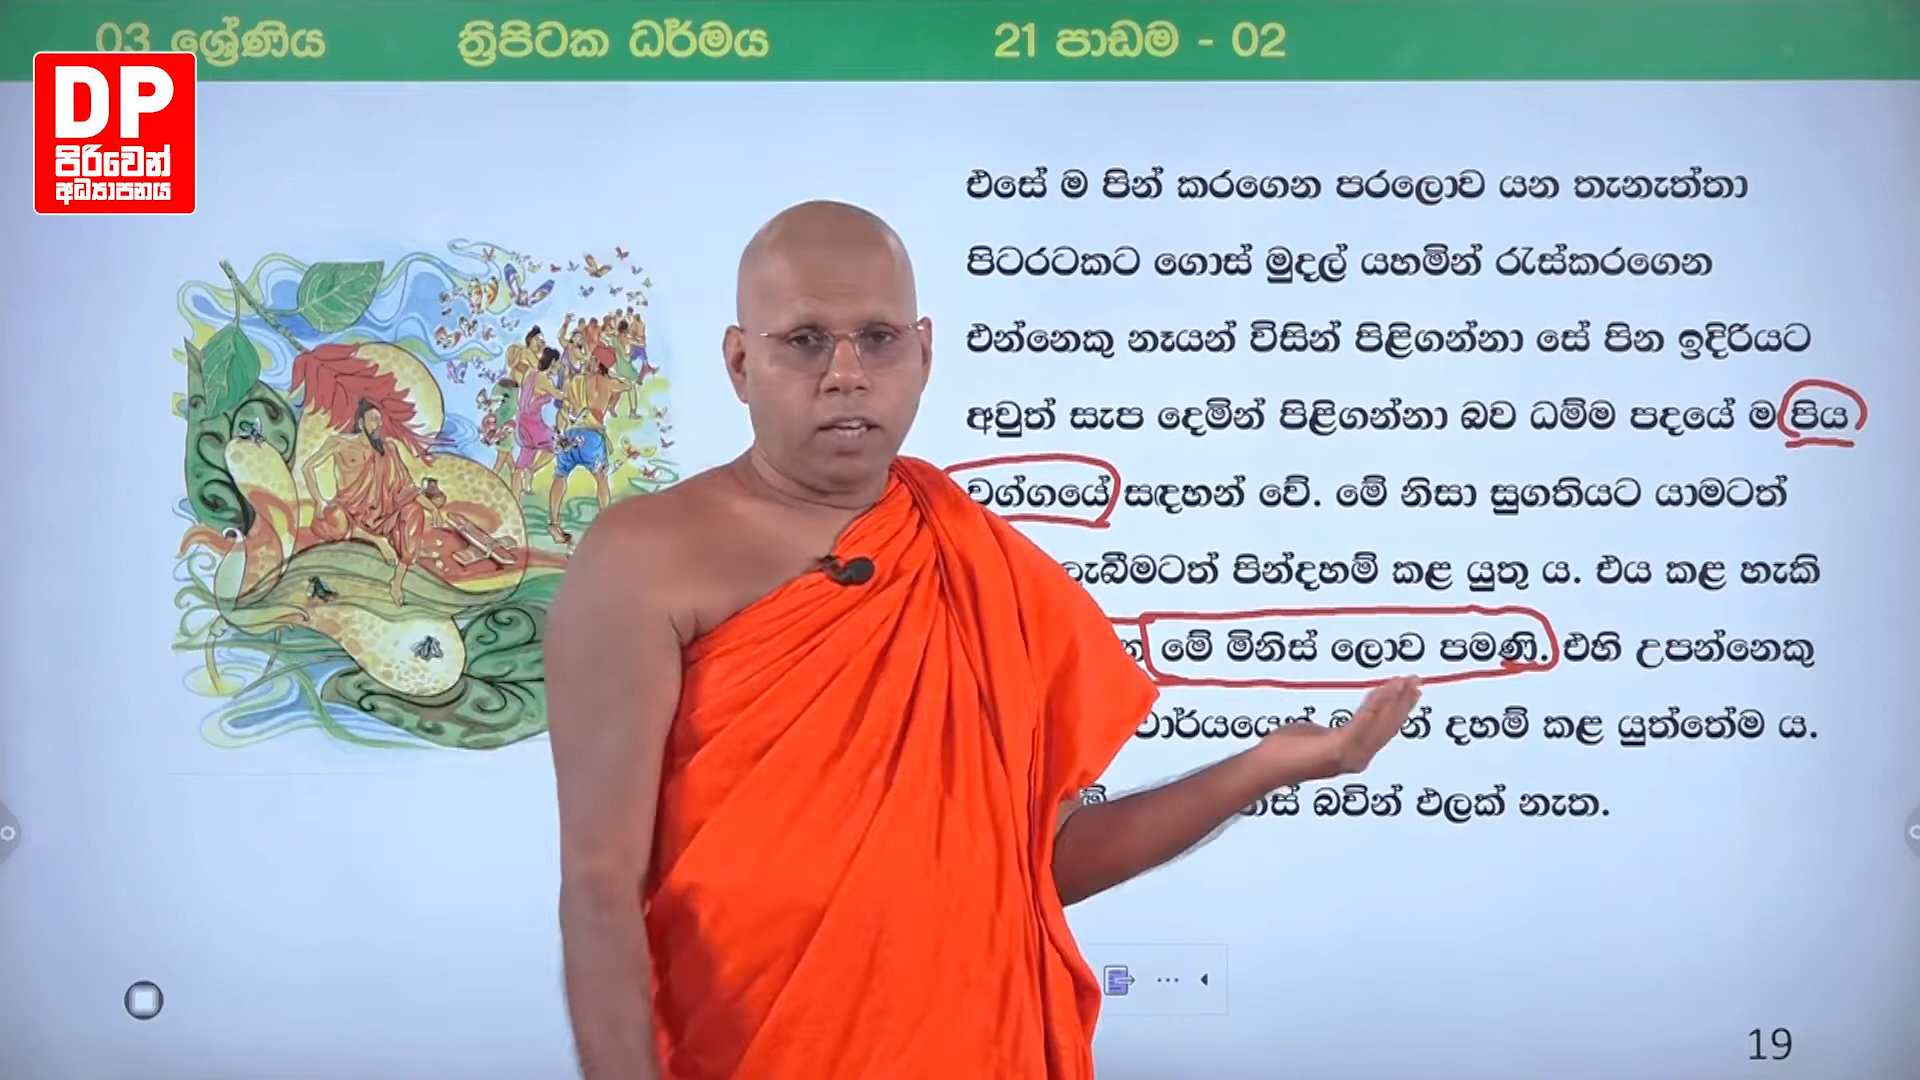 03 ශ්‍රේණිය ත්‍රිපිටක ධර්මය 21 පාඩම - 02
DP
පිරිවෙන්
අධ්‍යාපනය
එසේ ම පින් කරගෙන පරලොව යන තැනැත්තා
පිටරටකට ගොස් මුදල් යහමින් රැස්කරගෙන
එන්නෙකු නෑයන් විසින් පිළිගන්නා සේ පින ඉදිරියට
අවුත් සැප දෙමින් පිළිගන්නා බව ධම්ම පදයේ ම පිය
වග්ගයේ සඳහන් වේ. මේ නිසා සුගතියට යාමටත්
පින්දහම් කළ යුතු ය. එය කළ හැකි
මේ මිනිස් ලොව පමණි. එහි උපන්නෙකු
දහම් කළ යුත්තේම ය.
බවින් ඵලක් නැත.
19